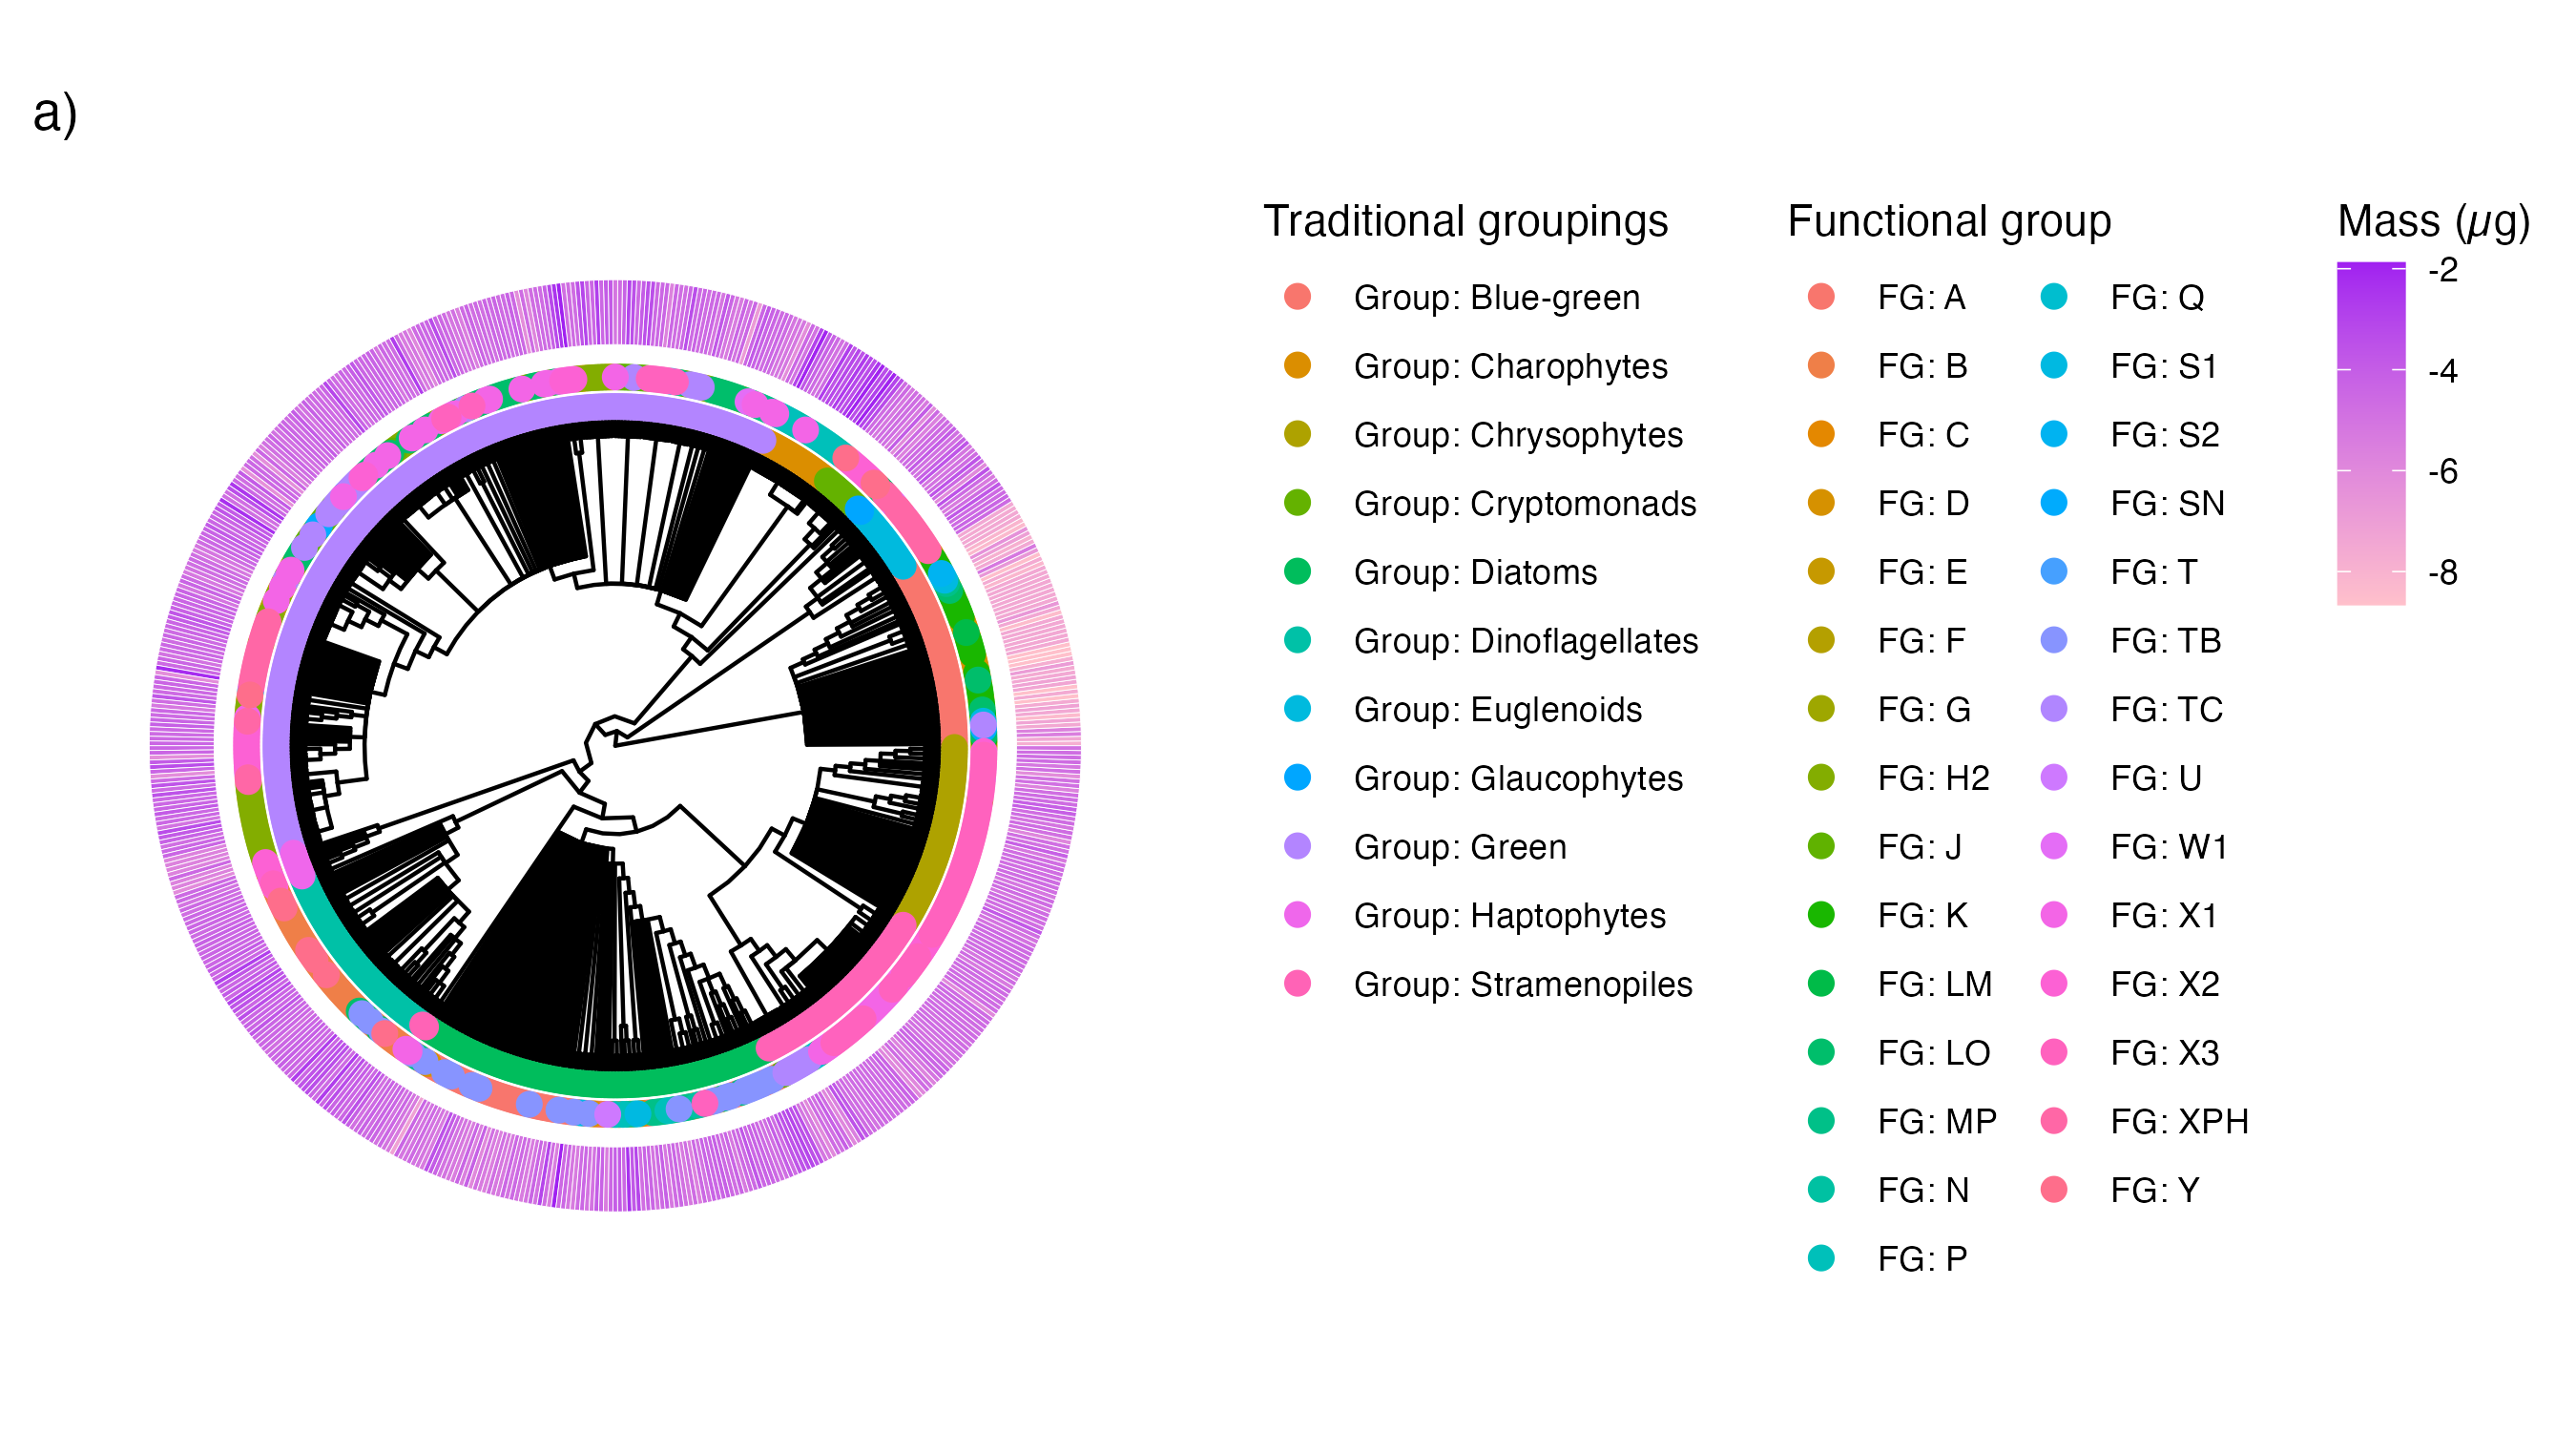 a)
Traditional groupings
Group: Blue-green
Group: Charophytes
Group: Chrysophytes
Group: Cryptomonads
Group: Diatoms
Group: Dinoflagellates
Group: Euglenoids
Group: Glaucophytes
Group: Green
Group: Haptophytes
Group: Stramenopiles
Functional group
FG: A
FG: B
FG: C
FG: D
FG: E
FG: F
FG: G
FG: H2
FG: J
FG: K
FG: LM
FG: LO
FG: MP
FG: N
FG: P
FG: Q
FG: S1
FG: S2
FG: SN
FG: T
FG: TB
FG: TC
FG: U
FG: W1
FG: X1
FG: X2
FG: X3
FG: XPH
FG: Y
Mass (µg)
-2
-4
-6
-8